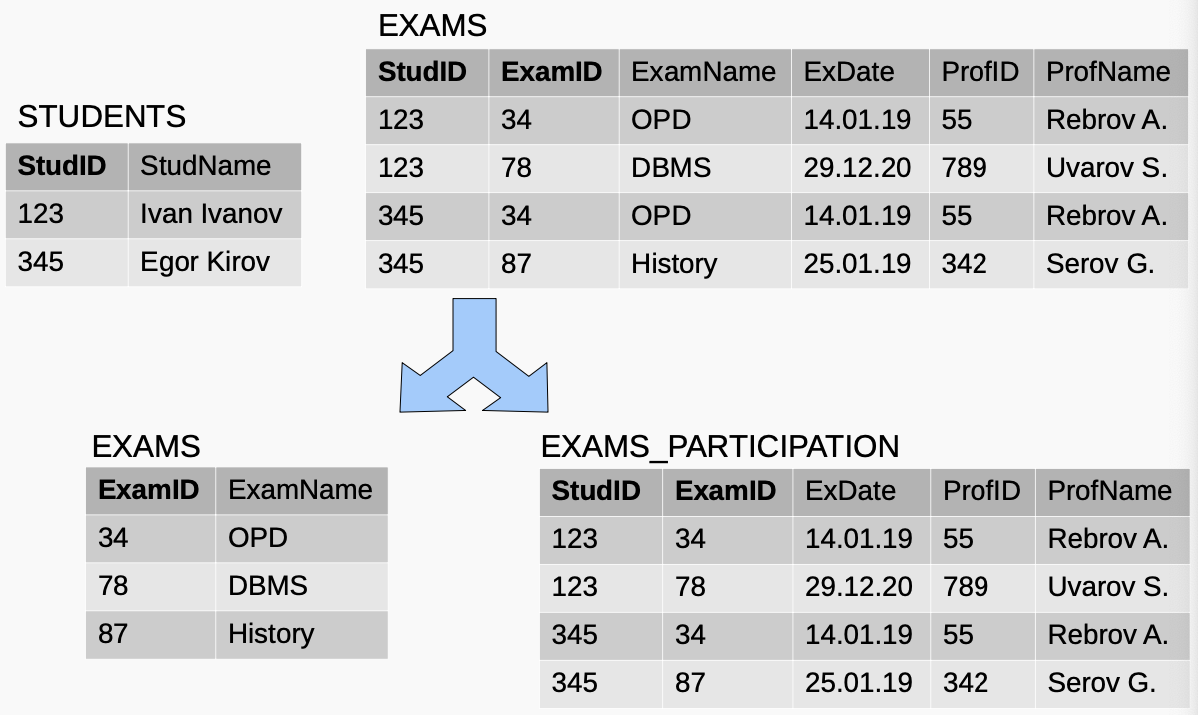 STUDENTS
StudID StudName
123 Ivan Ivanov
345 Egor Kirov
EXAMS
StudID ExamID ExamName ExDate ProfID ProfName
123 34 OPD 14.01.19 55 Rebrov A.
123 78 DBMS 29.12.20 789 Uvarov S.
345 34 OPD 14.01.19 55 Rebrov A.
345 87 History 25.01.19 342 Serov G.
EXAMS
ExamID ExamName
34 OPD
78 DBMS
87 History
EXAMS_PARTICIPATION
StudID ExamID ExDate ProfID ProfName
123 34 14.01.19 55 Rebrov A.
123 78 29.12.20 789 Uvarov S.
345 34 14.01.19 55 Rebrov A.
345 87 25.01.19 342 Serov G.